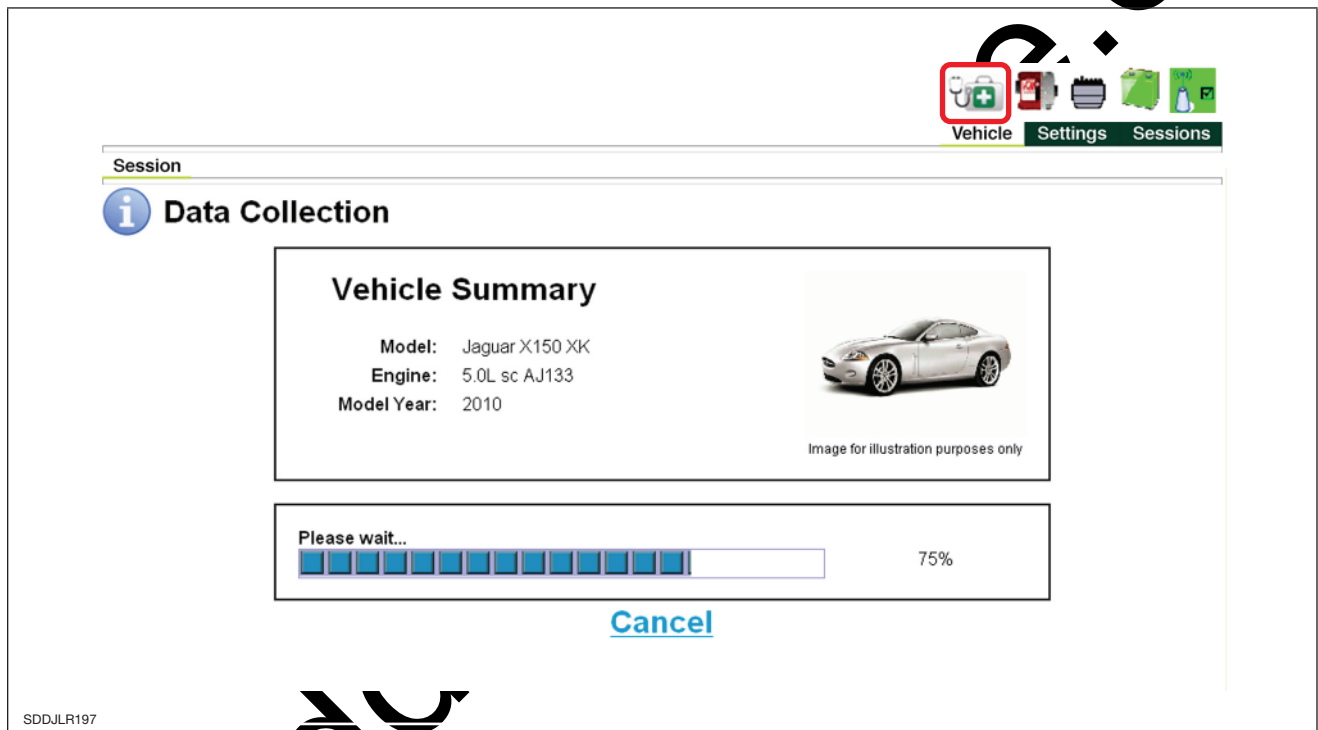 Vehicle Settings Sessions
Session
Data Collection
Vehicle Summary
Model: Jaguar X150 XK
Engine: 5.0L sc AJ133
Model Year: 2010
Image for illustration purposes only
Please wait...
75%
Cancel
SDDJLR197